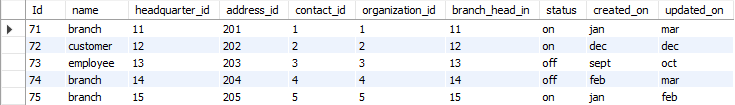 Id name headquarter_id address_id contact_id organization_id branch_head_in status created_on updated_on
71 branch 11 201 1 1 11 on jan mar
72 customer 12 202 2 2 12 on dec dec
73 employee 13 203 3 3 13 off sept oct
74 branch 14 204 4 4 14 off feb mar
75 branch 15 205 5 5 15 on jan feb